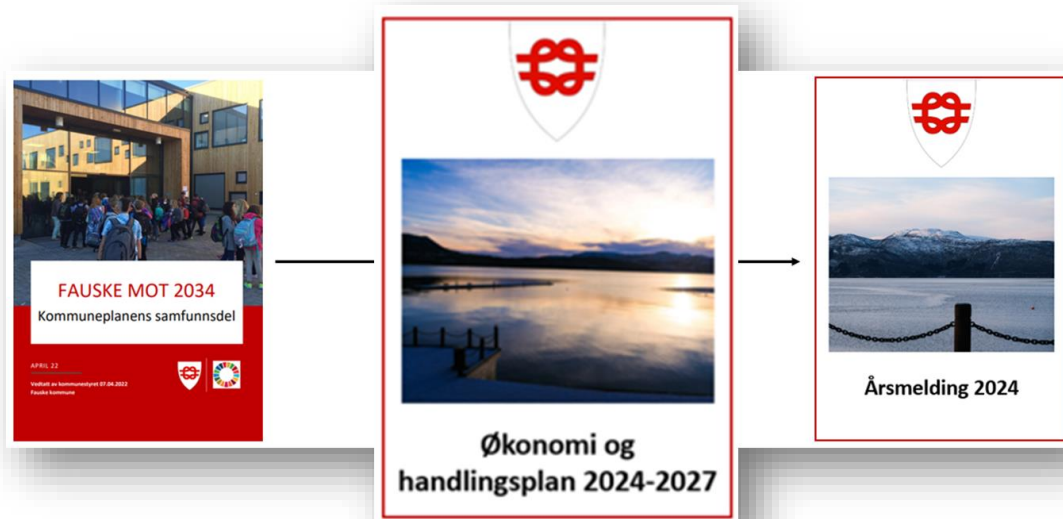 FAUSKE MOT 2034
Kommuneplanens samfunnsdel
APRIL 22
Vedtatt av kommunestyret 07.04.2022
Fauske kommune
Økonomi og
handlingsplan 2024-2027
Årsmelding 2024